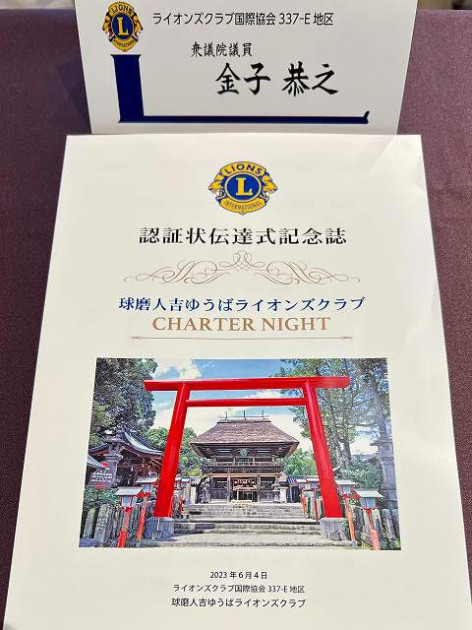 ライオンズクラブ国際協会 337-E 地区
衆議院議員
金子 恭之
LIONS
L
INTERNATIONAL
認証状伝達式記念誌
球磨人吉ゆうばライオンズクラブ
CHARTER NIGHT
2023 年 6 月 4 日
ライオンズクラブ国際協会 337-E 地区
球磨人吉ゆうばライオンズクラブ